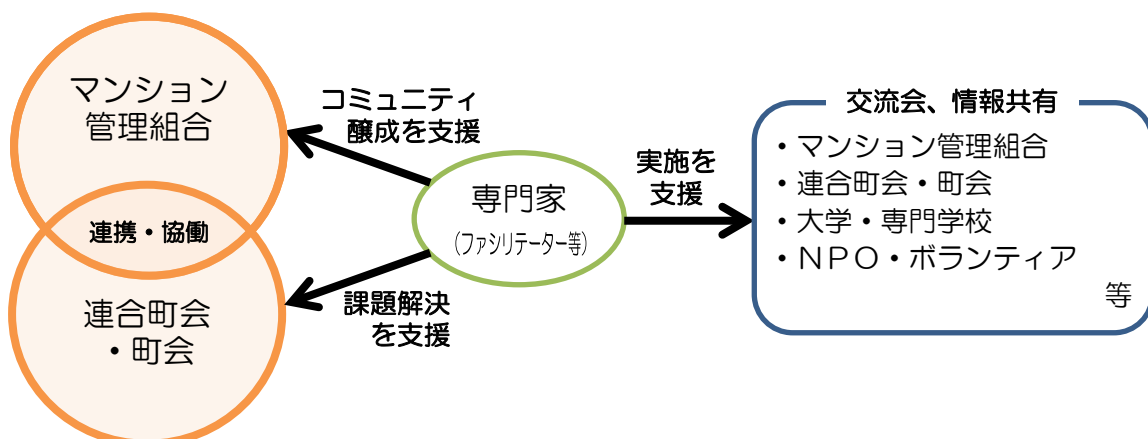 マンション
管理組合
連携・協働
連合町会
・町会
コミュニティ
醸成を支援
課題解決
を支援
専門家
(ファシリテーター等)
実施を
支援
交流会、情報共有
・マンション管理組合
・連合町会・町会
・大学・専門学校
・ＮＰＯ・ボランティア
等